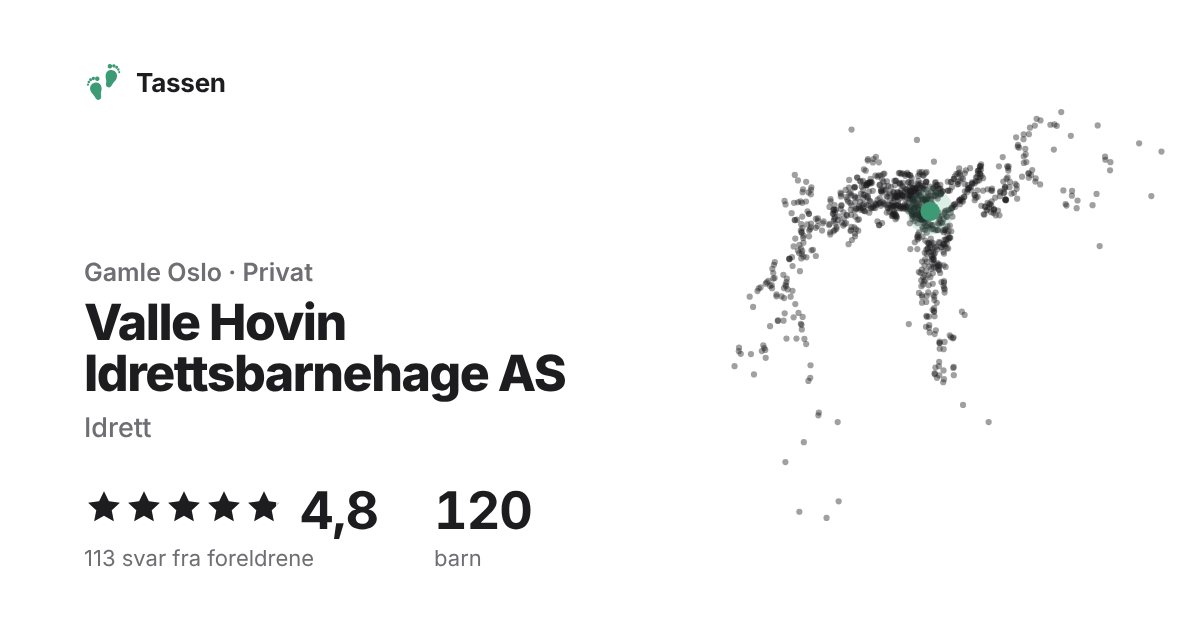 Tassen
Gamle Oslo · Privat
Valle Hovin
Idrettsbarnehage AS
Idrett
4,8
120
113 svar fra foreldrene
barn